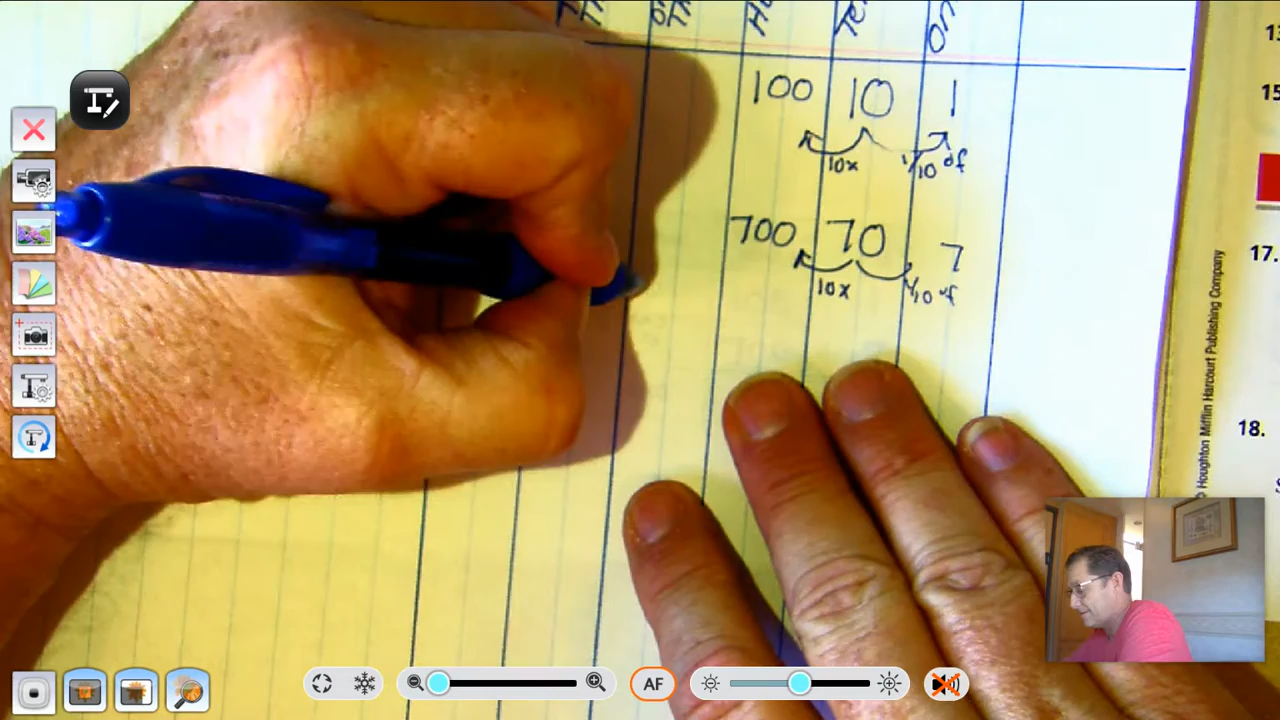 100 10 1
10x 1/10 of
700 70 7
10x 1/10 of
© Houghton Mifflin Harcourt Publishing Company
15
17.
18.
AF